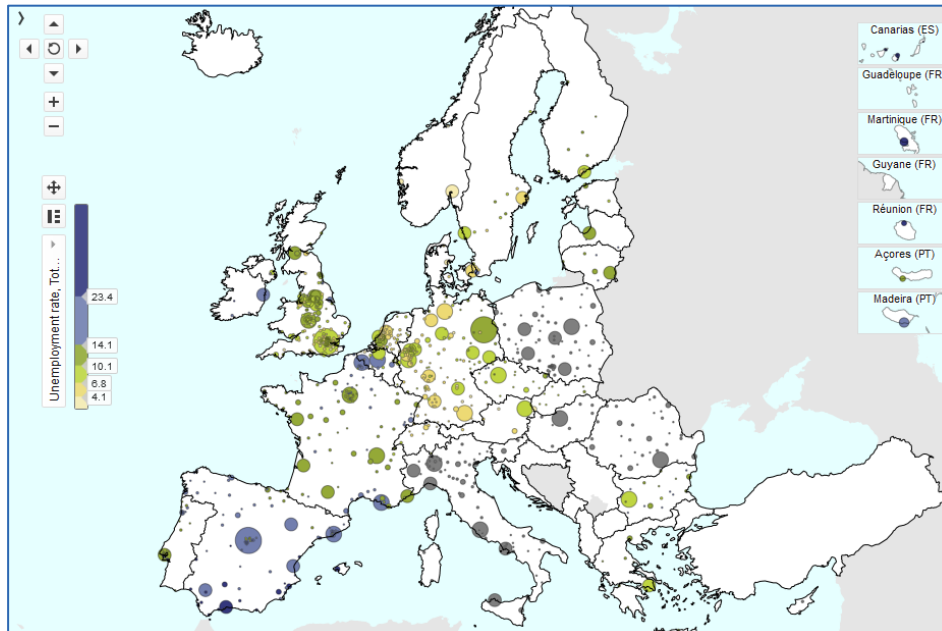 Canarias (ES)
Guadeloupe (FR
Martinique (FR)
Guyane (FR)
Réunion (FR)
Açores (PT)
Madeira (PT)
Unemployment rate, Tot...
23.4
14.1
10.1
6.8
4.1